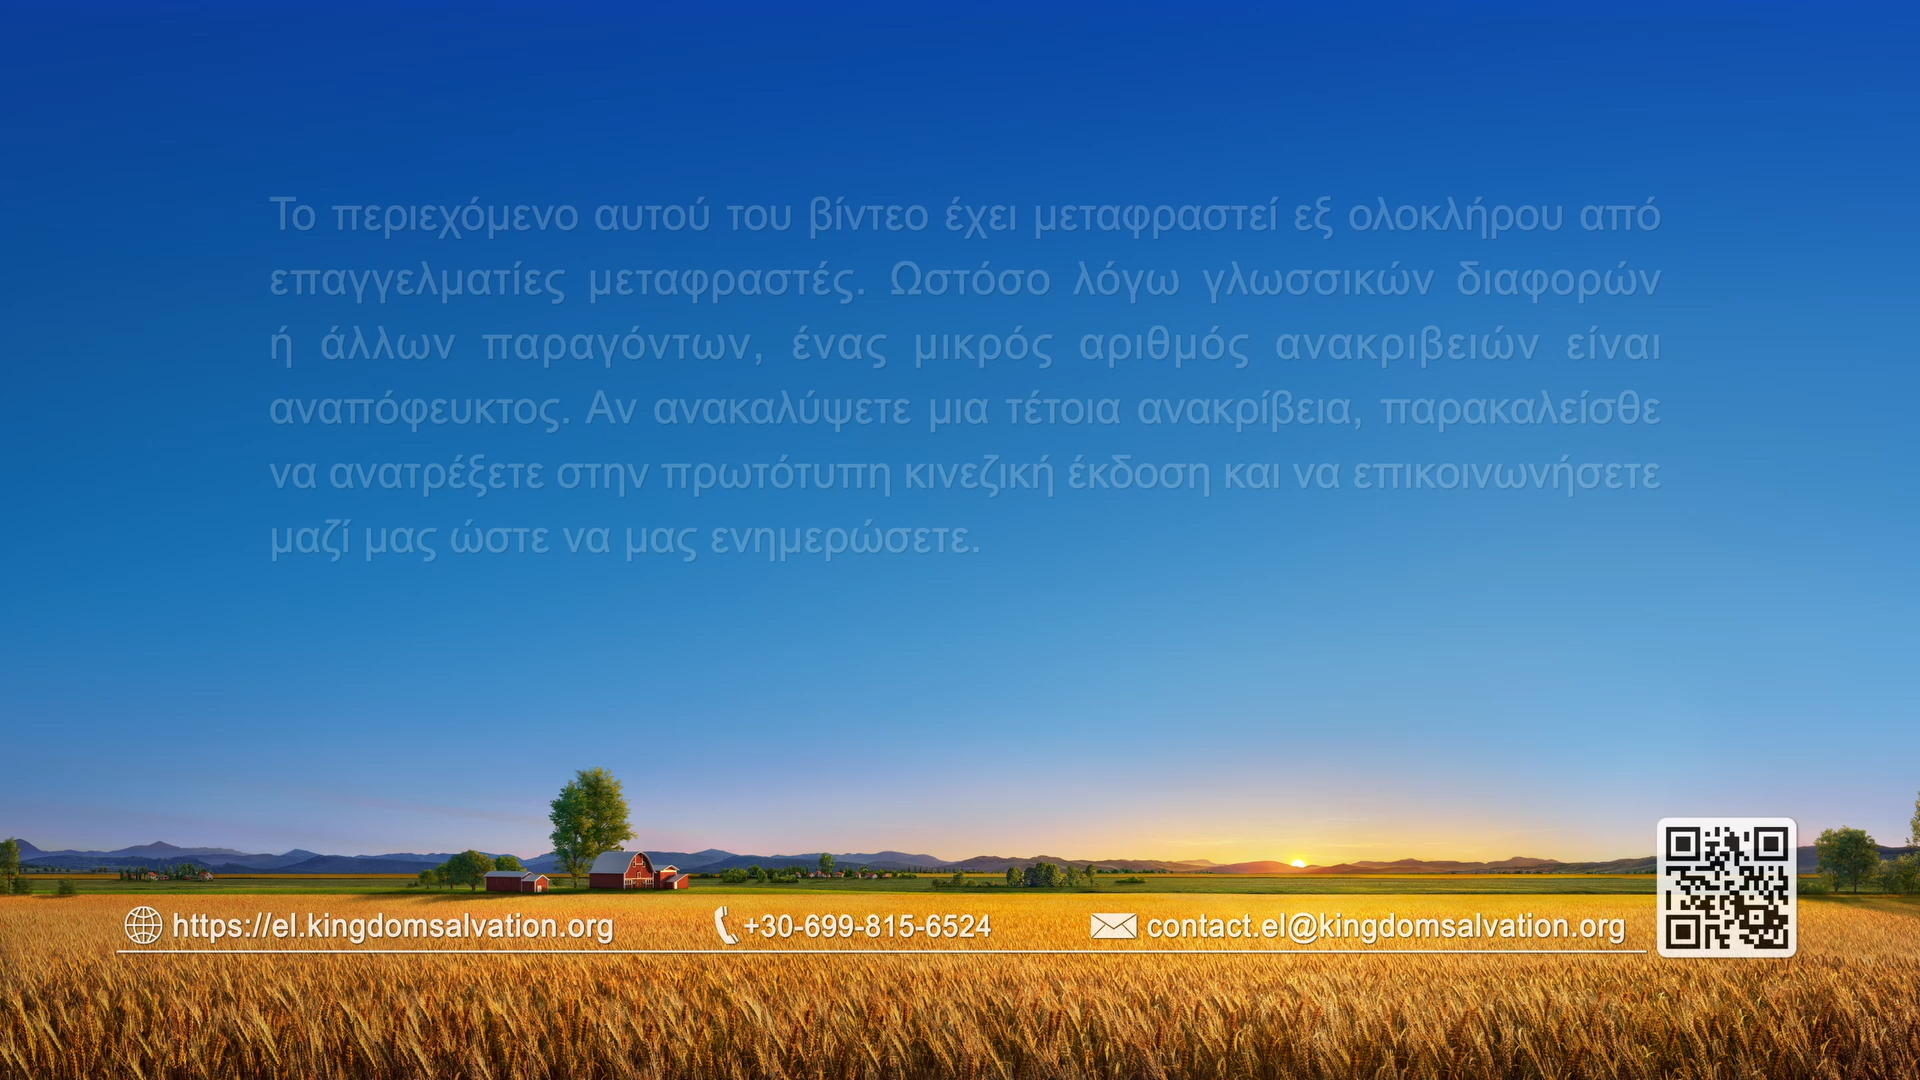 Το περιεχόμενο αυτού του βίντεο έχει μεταφραστεί εξ ολοκλήρου από
επαγγελματίες μεταφραστές. Ωστόσο λόγω γλωσσικών διαφορών
ή άλλων παραγόντων, ένας μικρός αριθμός ανακριβειών είναι
αναπόφευκτος. Αν ανακαλύψετε μια τέτοια ανακρίβεια, παρακαλείσθε
να ανατρέξετε στην πρωτότυπη κινεζική έκδοση και να επικοινωνήσετε
μαζί μας ώστε να μας ενημερώσετε.
https://el.kingdomsalvation.org +30-699-815-6524 contact.el@kingdomsalvation.org